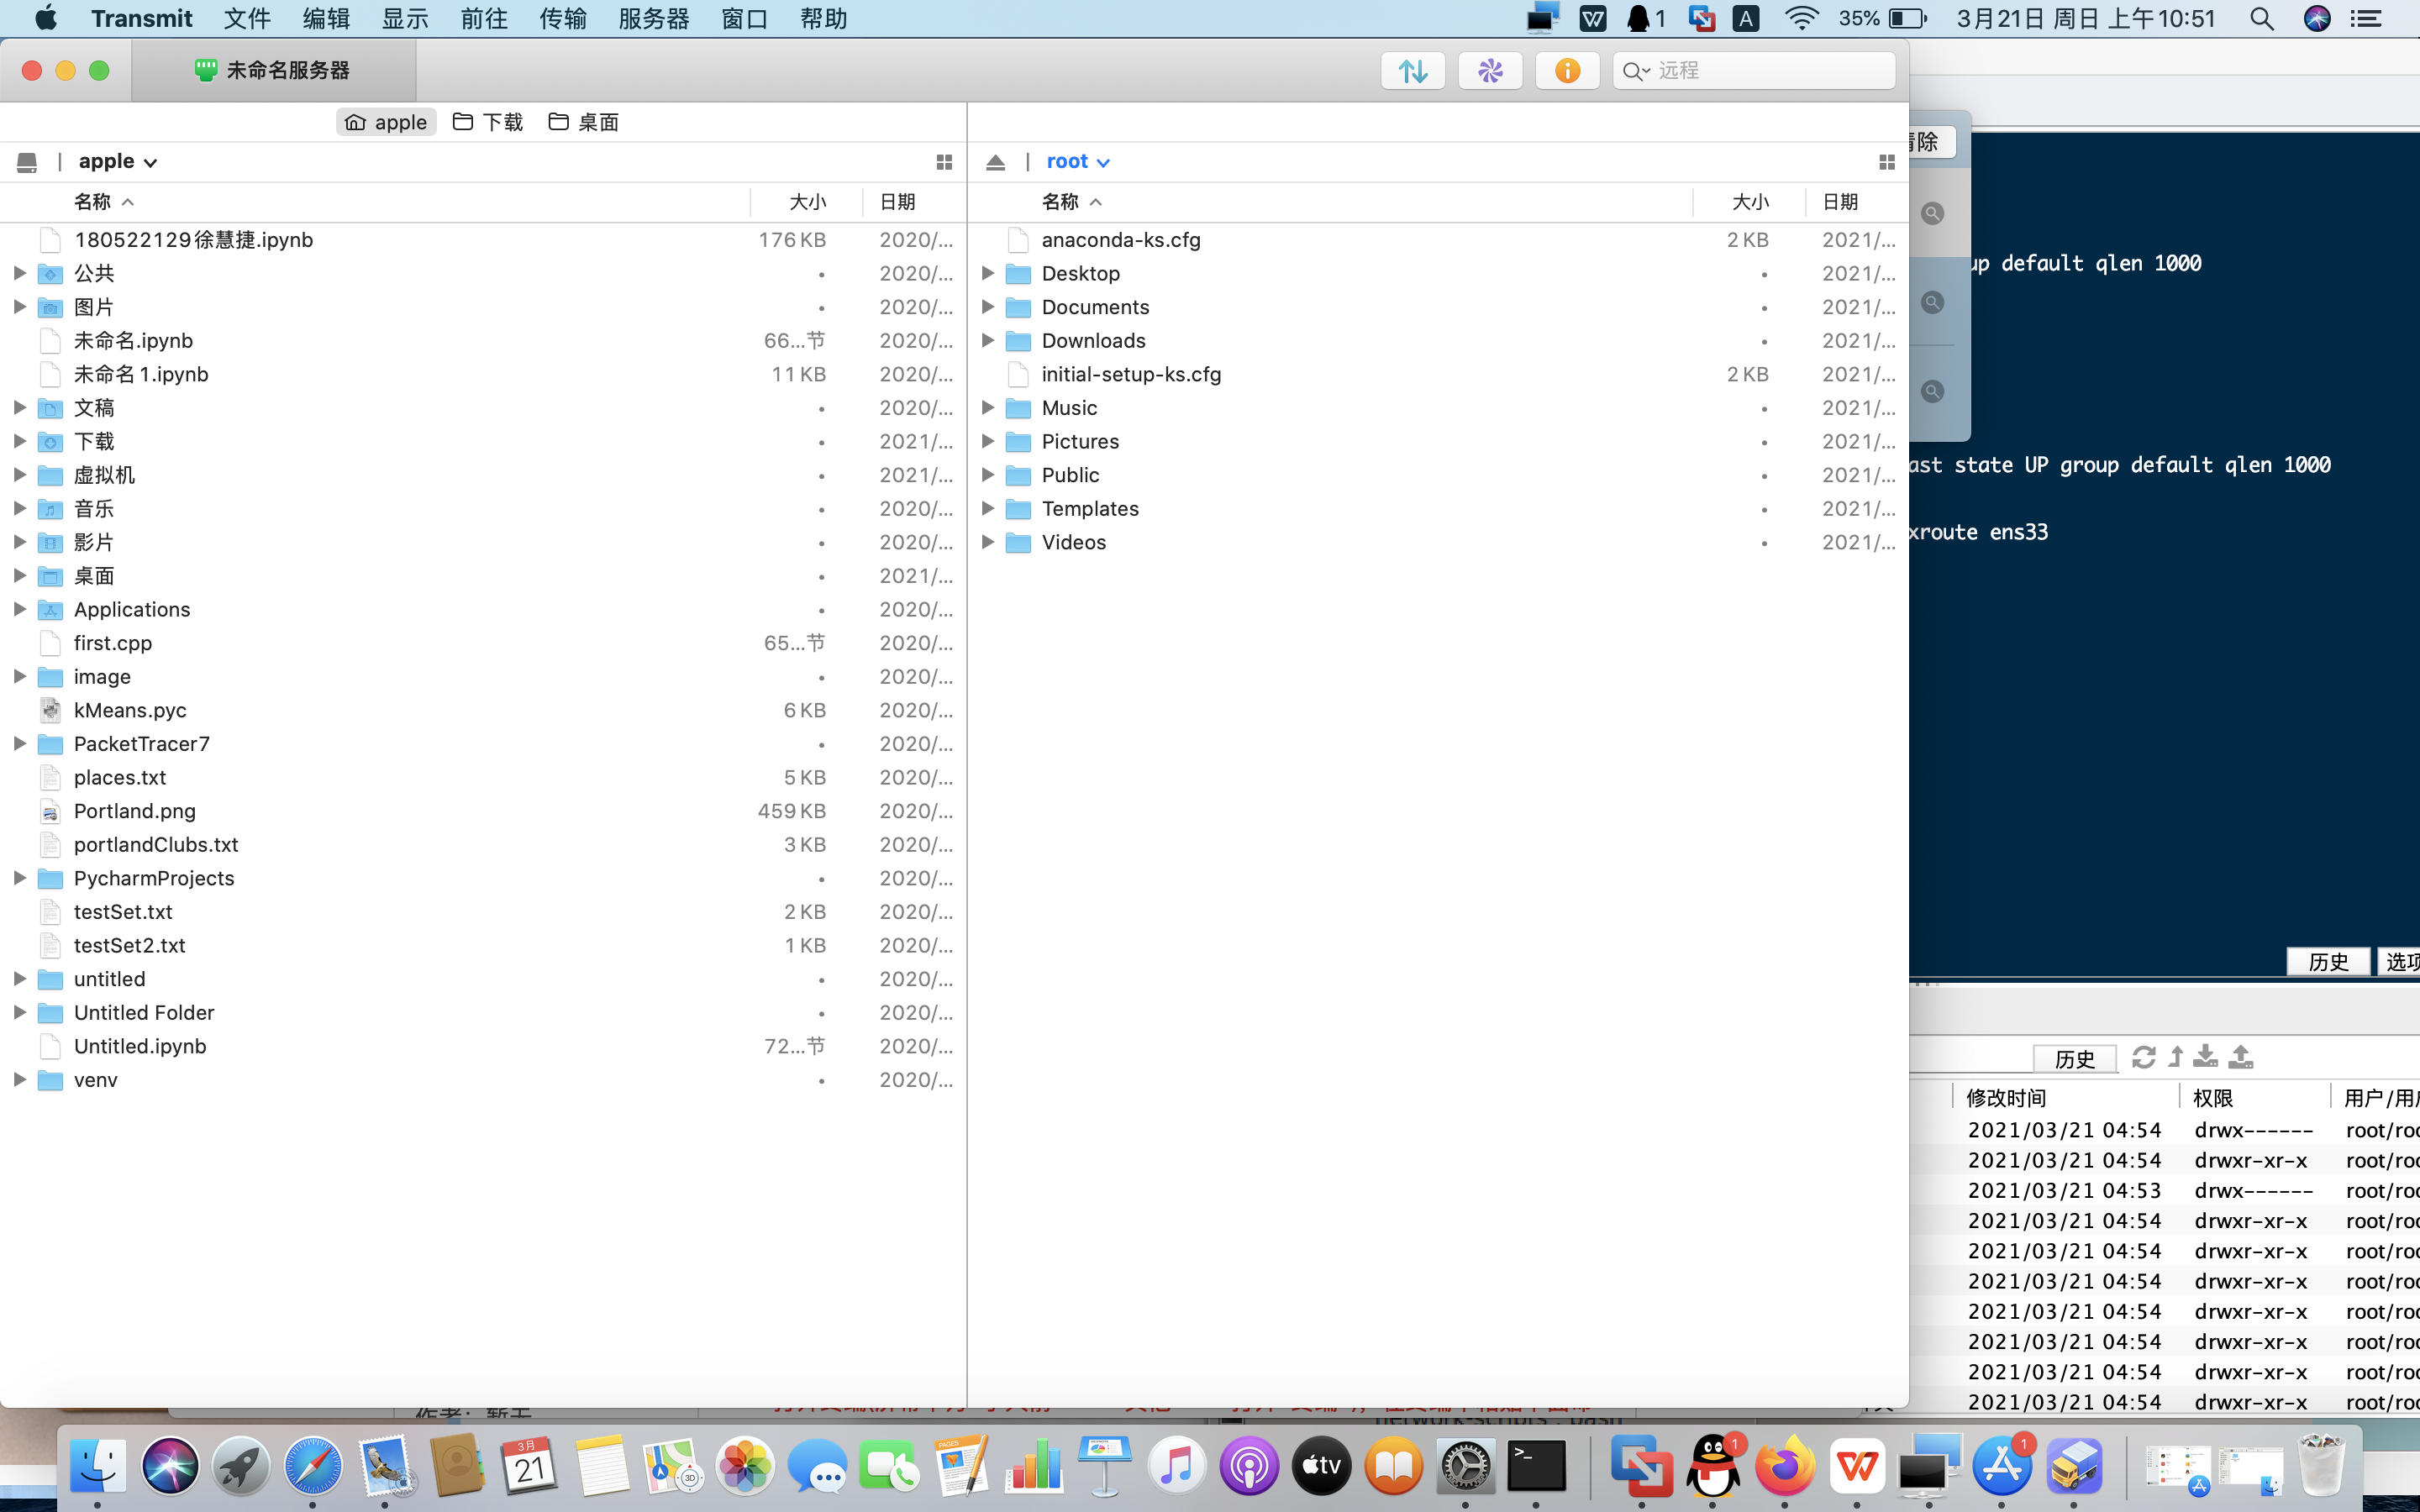 Transmit 文件 编辑 显示 前往 传输 服务器 窗口 帮助 1 A 35% 3月21日 周日 上午10:51
未命名服务器 远程
apple 下载 桌面
apple
root
名称 大小 日期
名称 大小 日期
180522129徐慧捷.ipynb 176 KB 2020/...
公共 • 2020/...
图片 • 2020/...
未命名.ipynb 66...节 2020/...
未命名1.ipynb 11 KB 2020/...
文稿 • 2020/...
下载 • 2021/...
虚拟机 • 2021/...
音乐 • 2020/...
影片 • 2020/...
桌面 • 2021/...
Applications • 2020/...
first.cpp 65...节 2020/...
image • 2020/...
kMeans.pyc 6 KB 2020/...
PacketTracer7 • 2020/...
places.txt 5 KB 2020/...
Portland.png 459 KB 2020/...
portlandClubs.txt 3 KB 2020/...
PycharmProjects • 2020/...
testSet.txt 2 KB 2020/...
testSet2.txt 1 KB 2020/...
untitled • 2020/...
Untitled Folder • 2020/...
Untitled.ipynb 72...节 2020/...
venv • 2020/...
anaconda-ks.cfg 2 KB 2021/...
Desktop • 2021/...
Documents • 2021/...
Downloads • 2021/...
initial-setup-ks.cfg 2 KB 2021/...
Music • 2021/...
Pictures • 2021/...
Public • 2021/...
Templates • 2021/...
Videos • 2021/...
清除
up default qlen 1000
ast state UP group default qlen 1000
xroute ens33
历史 选项
历史
修改时间 权限 用户/用户
2021/03/21 04:54 drwx------ root/roo
2021/03/21 04:54 drwxr-xr-x root/roo
2021/03/21 04:53 drwx------ root/roo
2021/03/21 04:54 drwxr-xr-x root/roo
2021/03/21 04:54 drwxr-xr-x root/roo
2021/03/21 04:54 drwxr-xr-x root/roo
2021/03/21 04:54 drwxr-xr-x root/roo
2021/03/21 04:54 drwxr-xr-x root/roo
2021/03/21 04:54 drwxr-xr-x root/roo
2021/03/21 04:54 drwxr-xr-x root/roo
3月
21
PAGES
3D
tv
>_
1
1